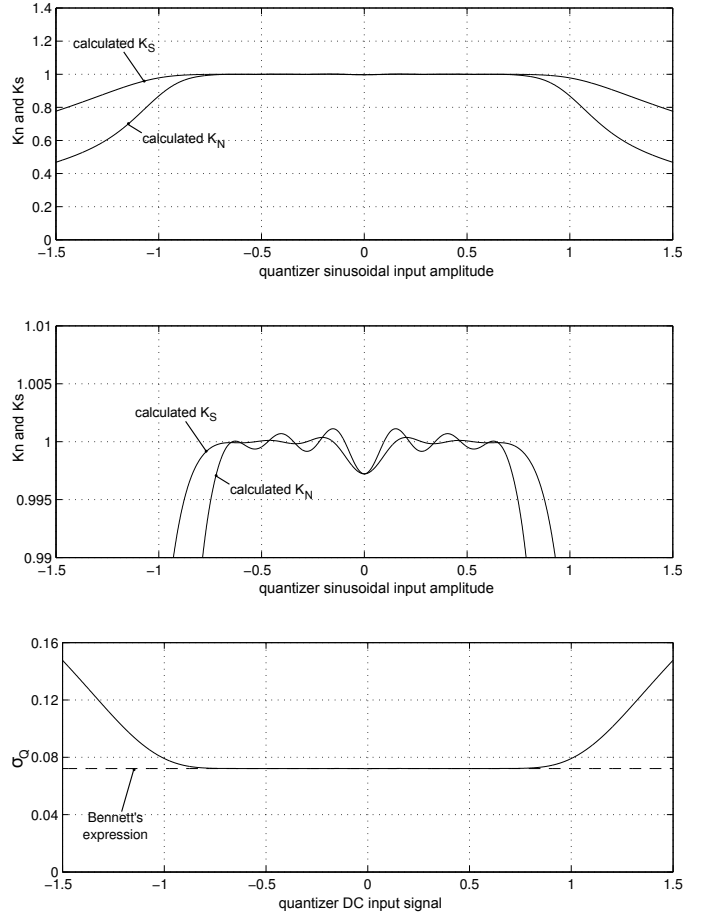 1.4
1.2
1
0.8
0.6
0.4
0.2
0
Kn and Ks
calculated K_S
calculated K_N
−1.5 −1 −0.5 0 0.5 1 1.5
quantizer sinusoidal input amplitude
1.01
1.005
1
0.995
0.99
Kn and Ks
calculated K_S
calculated K_N
−1.5 −1 −0.5 0 0.5 1 1.5
quantizer sinusoidal input amplitude
0.16
0.12
0.08
0.04
0
σ_Q
Bennett's
expression
-1.5 -1 -0.5 0 0.5 1 1.5
quantizer DC input signal